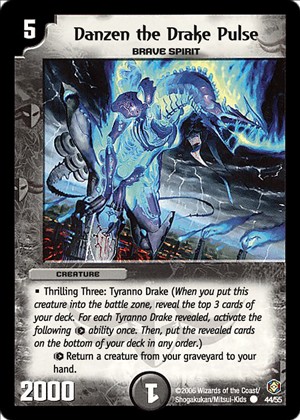 5
Danzen the Drake Pulse
BRAVE SPIRIT
CREATURE
▪ Thrilling Three: Tyranno Drake (When you put this
creature into the battle zone, reveal the top 3 cards of
your deck. For each Tyranno Drake revealed, activate the
following ability once. Then, put the revealed cards
on the bottom of your deck in any order.)
Return a creature from your graveyard to your
hand.
2000
1
©2006 Wizards of the Coast/
Shogakukan/Mitsui-Kids
44/55